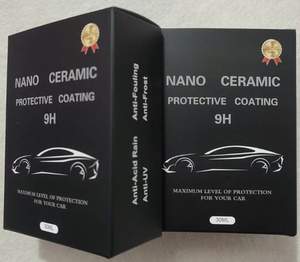 NANO CERAMIC
PROTECTIVE COATING
9H
MAXIMUM LEVEL OF PROTECTION
FOR YOUR CAR
30ML
Anti-Fouling
Anti-Frost
Anti-Acid Rain
Anti-UV
NANO CERAMIC
PROTECTIVE COATING
9H
MAXIMUM LEVEL OF PROTECTION
FOR YOUR CAR
30ML